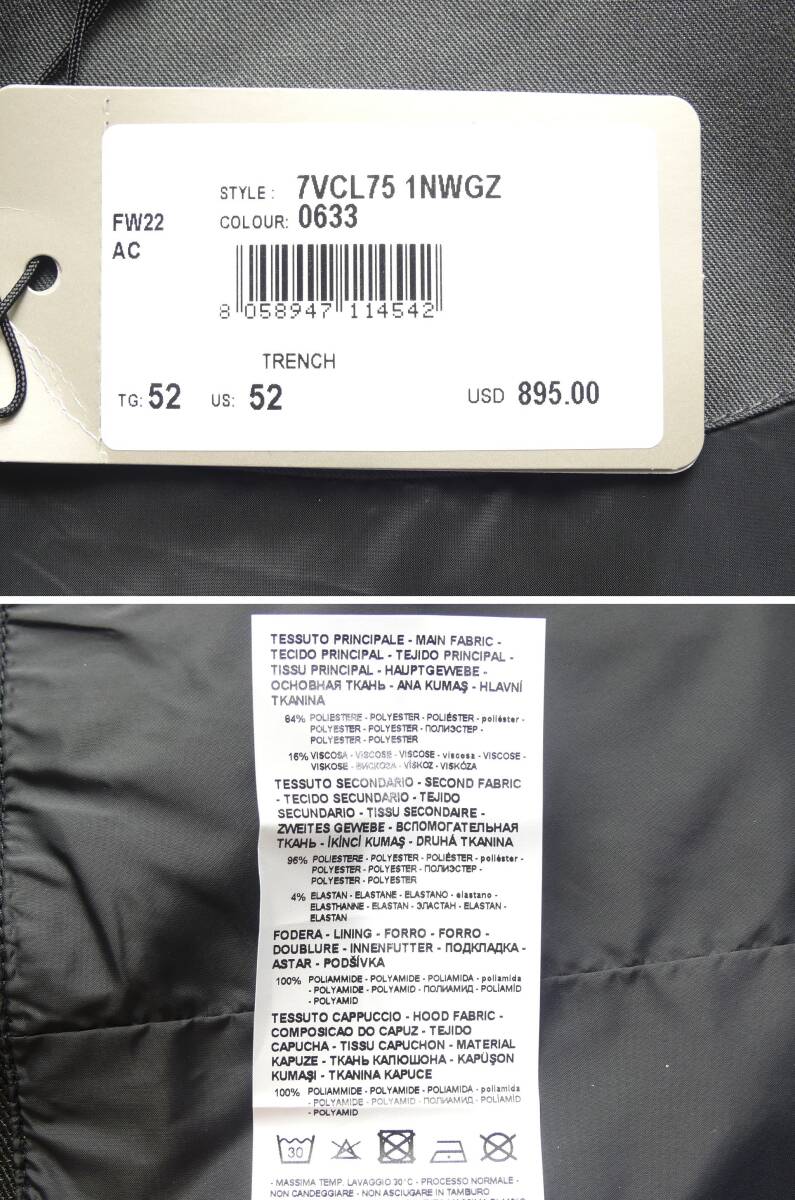 STYLE: 7VCL75 1NWGZ
FW22 COLOUR: 0633
AC
8 058947 114542
TRENCH
TG: 52 US: 52 USD 895.00
TESSUTO PRINCIPALE - MAIN FABRIC -
TECIDO PRINCIPAL - TEJIDO PRINCIPAL -
TISSU PRINCIPAL - HAUPTGEWEBE -
ОСНОВНАЯ ТКАНЬ - ANA KUMAŞ - HLAVNÍ
TKANINA
84% POLIESTERE - POLYESTER - POLIÉSTER - poliéster -
POLYESTER - POLYESTER - ПОЛИЭСТЕР -
POLYESTER - POLYESTER
16% VISCOSA - VISCOSE - VISCOSE - viscosa - VISCOSE -
VISKOSE - ВИСКОЗА - VİSKOZ - VISKÓZA
TESSUTO SECONDARIO - SECOND FABRIC
- TECIDO SECUNDARIO - TEJIDO
SECUNDARIO - TISSU SECONDAIRE -
ZWEITES GEWEBE - ВСПОМОГАТЕЛЬНАЯ
ТКАНЬ - İKİNCİ KUMAŞ - DRUHÁ TKANINA
96% POLIESTERE - POLYESTER - POLIÉSTER - poliéster -
POLYESTER - POLYESTER - ПОЛИЭСТЕР -
POLYESTER - POLYESTER
4% ELASTAN - ELASTANE - ELASTANO - elastano -
ELASTHANNE - ELASTAN - ЭЛАСТАН - ELASTAN -
ELASTAN
FODERA - LINING - FORRO - FORRO -
DOUBLURE - INNENFUTTER - ПОДКЛАДКА -
ASTAR - PODŠÍVKA
100% POLIAMMIDE - POLYAMIDE - POLIAMIDA - poliamida
- POLYAMIDE - POLYAMID - ПОЛИАМИД - POLİAMİD
- POLYAMID
TESSUTO CAPPUCCIO - HOOD FABRIC -
COMPOSICAO DO CAPUZ - TEJIDO
CAPUCHA - TISSU CAPUCHON - MATERIAL
KAPUZE - ТКАНЬ КАПЮШОНА - KAPÜŞON
KUMAŞI - TKANINA KAPUCE
100% POLIAMMIDE - POLYAMIDE - POLIAMIDA - poliamida
- POLYAMIDE - POLYAMID - ПОЛИАМИД - POLİAMİD
- POLYAMID
30
- MASSIMA TEMP. LAVAGGIO 30°C - PROCESSO NORMALE -
NON CANDEGGIARE - NON ASCIUGARE IN TAMBURO